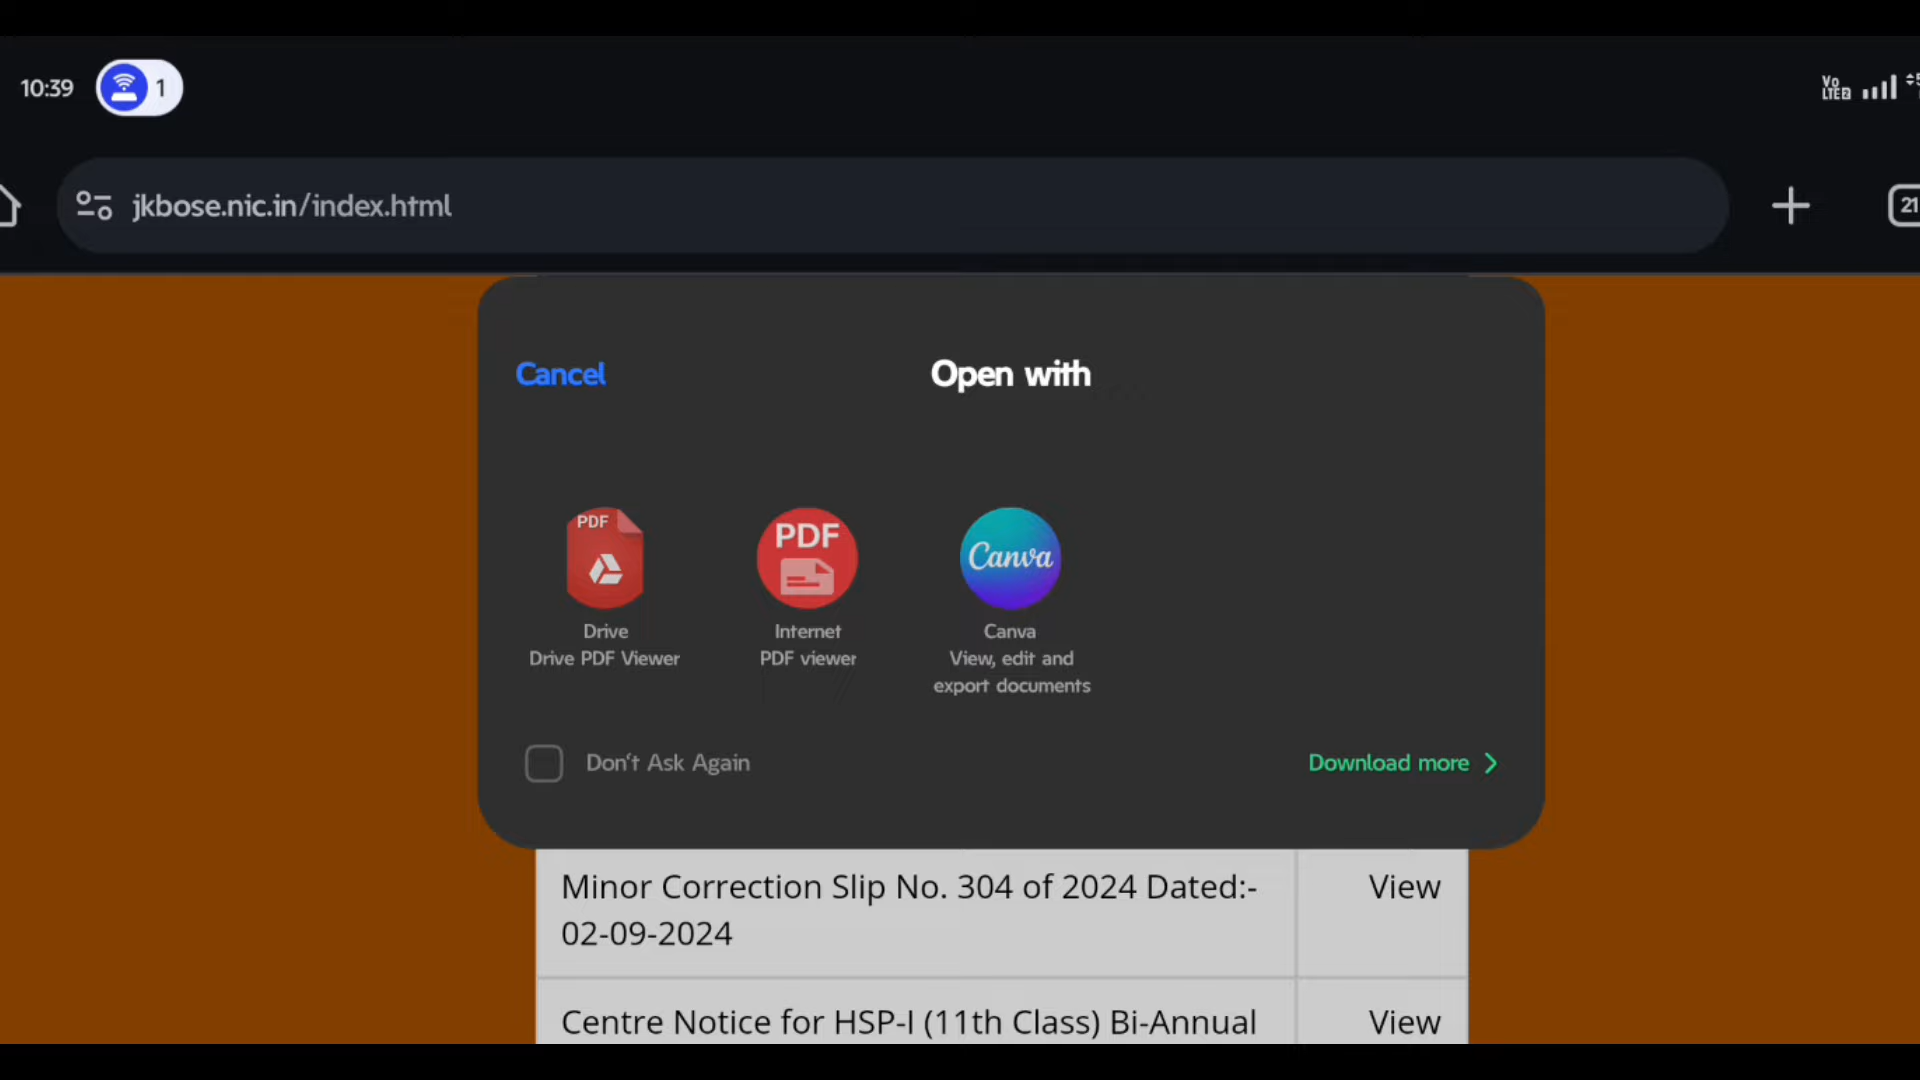 10:39
1
Vo
LTE2
jkbose.nic.in/index.html
21
Cancel
Open with
PDF
PDF
Canva
Drive
Drive PDF Viewer
Internet
PDF viewer
Canva
View, edit and
export documents
Don't Ask Again
Download more
Minor Correction Slip No. 304 of 2024 Dated:-
02-09-2024
View
Centre Notice for HSP-I (11th Class) Bi-Annual
View